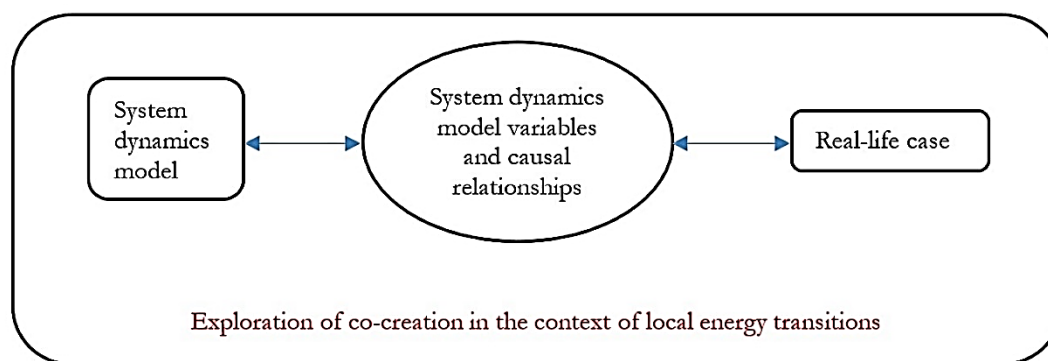 System
dynamics
model
System dynamics
model variables
and causal
relationships
Real-life case
Exploration of co-creation in the context of local energy transitions